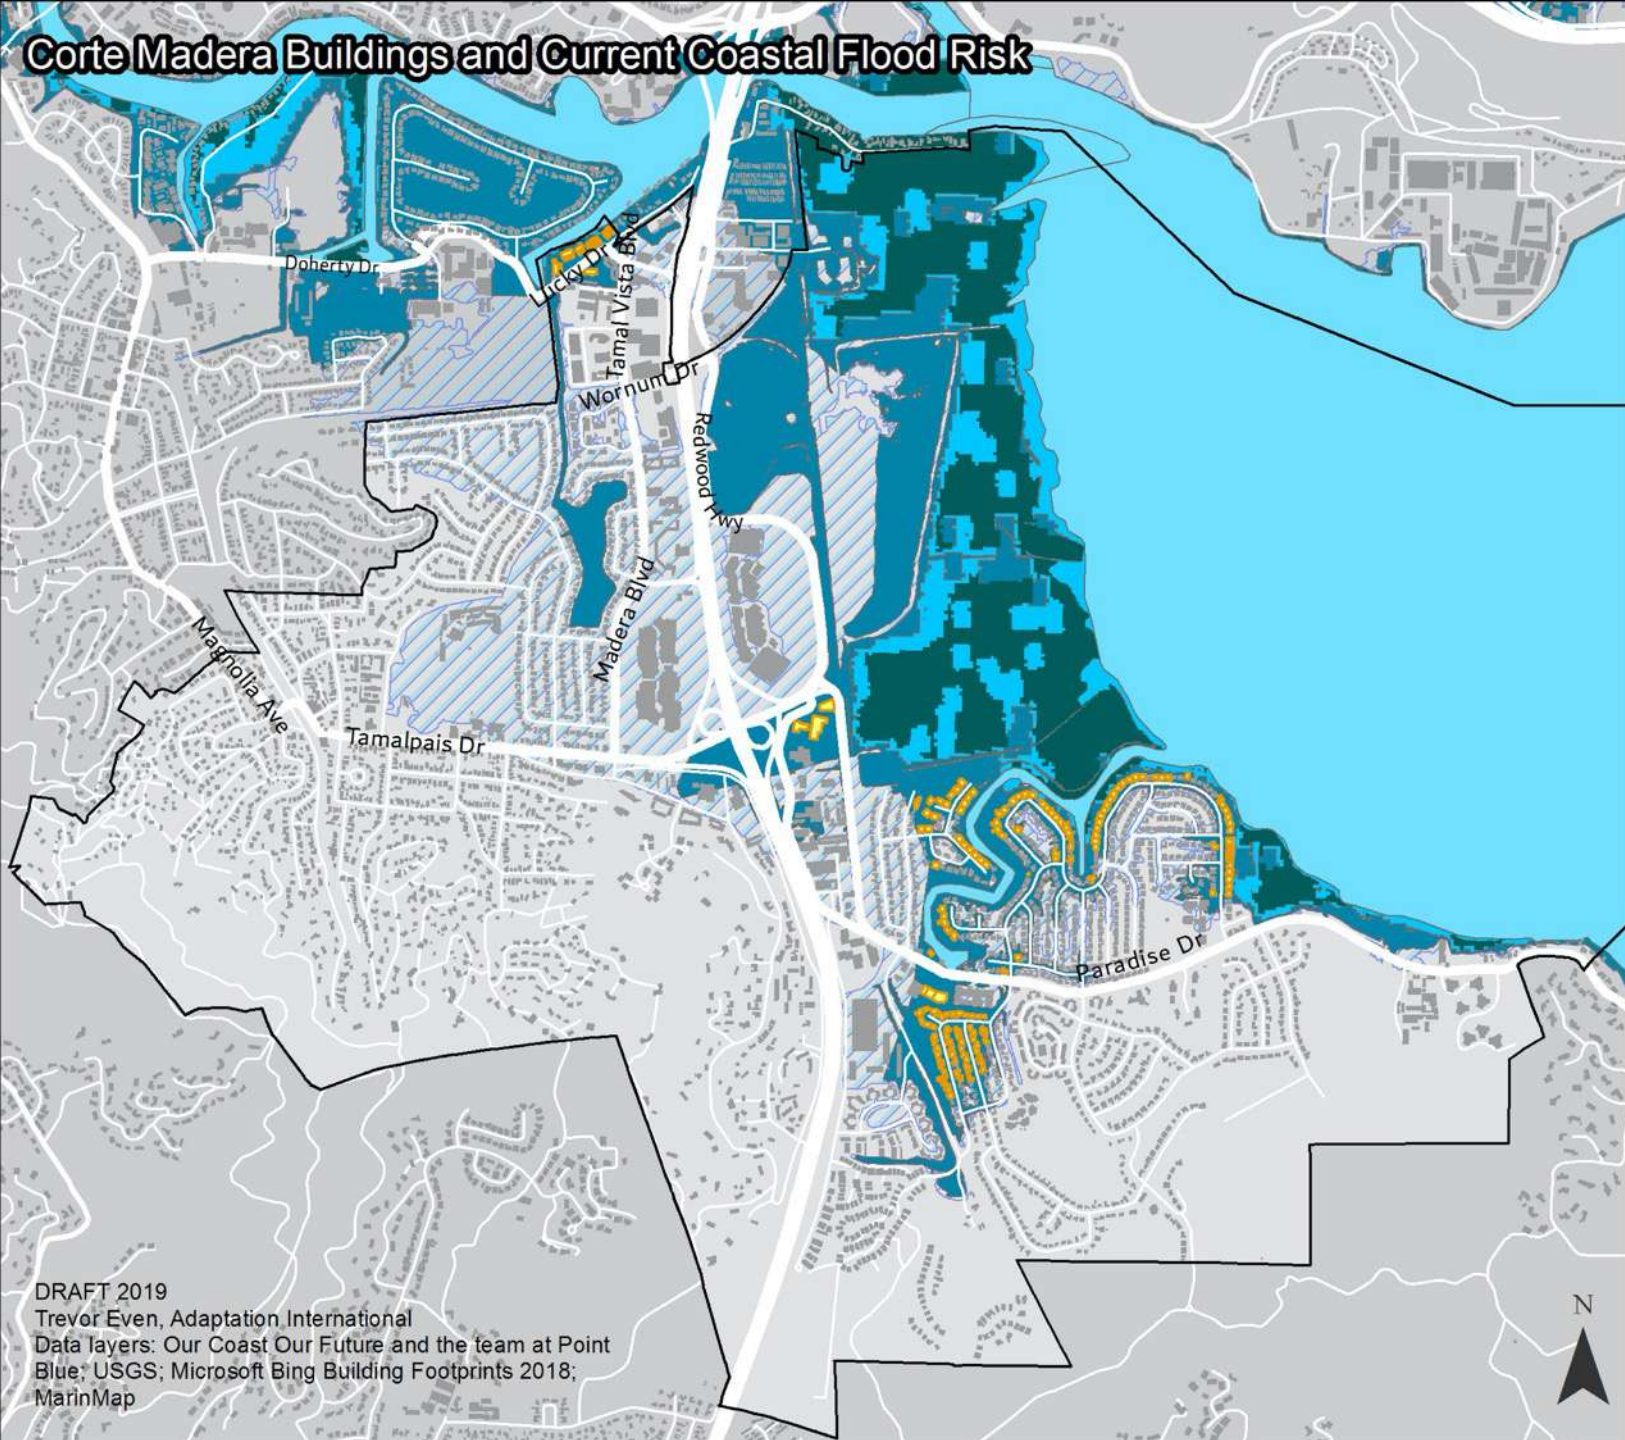 Corte Madera Buildings and Current Coastal Flood Risk
Doherty Dr
Lucky Dr
Tamal Vista Blvd
Wornum Dr
Redwood Hwy
Madera Blvd
Magnolia Ave
Tamalpais Dr
Paradise Dr
DRAFT 2019
Trevor Even, Adaptation International
Data layers: Our Coast Our Future and the team at Point
Blue; USGS; Microsoft Bing Building Footprints 2018;
MarinMap
N